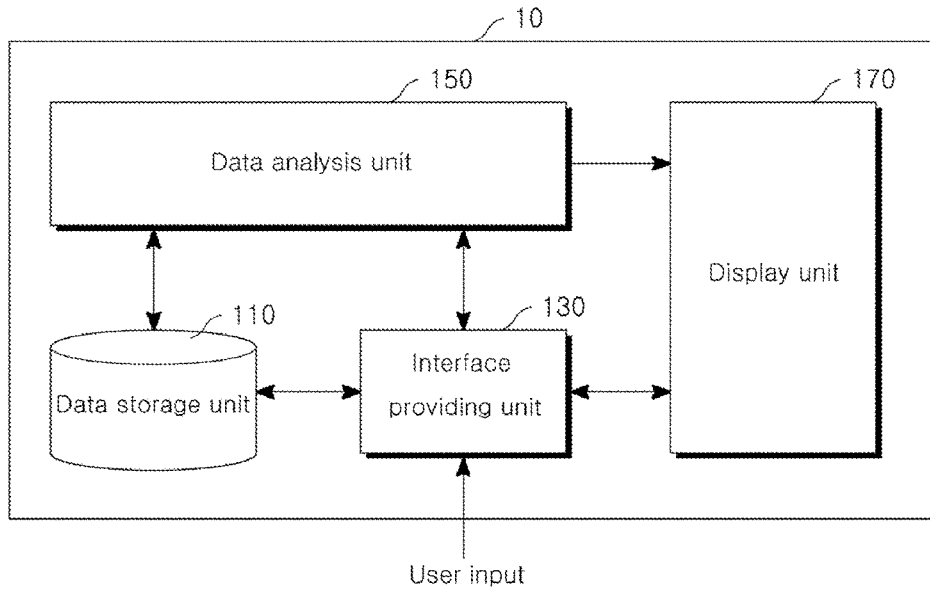 10
150
170
Data analysis unit
Display unit
110
130
Data storage unit
Interface
providing unit
User input